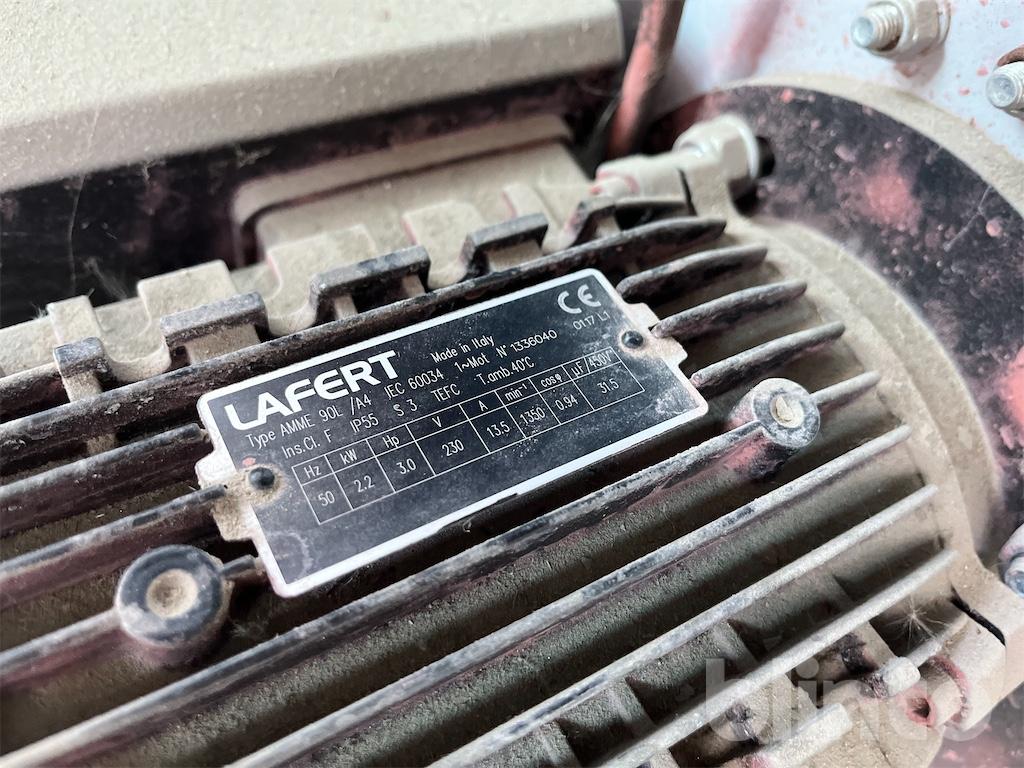 LAFERT
Made in Italy
CE
Type AMME 90L /A4 IEC 60034 1~Mot N° 1336040 0117 L1
Ins.Cl. F IP55 S 3 TEFC T.amb.40°C
Hz kW Hp V A min⁻¹ cosφ µF/450V
50 2.2 3.0 230 13.5 1350 0.94 31.5
blinto